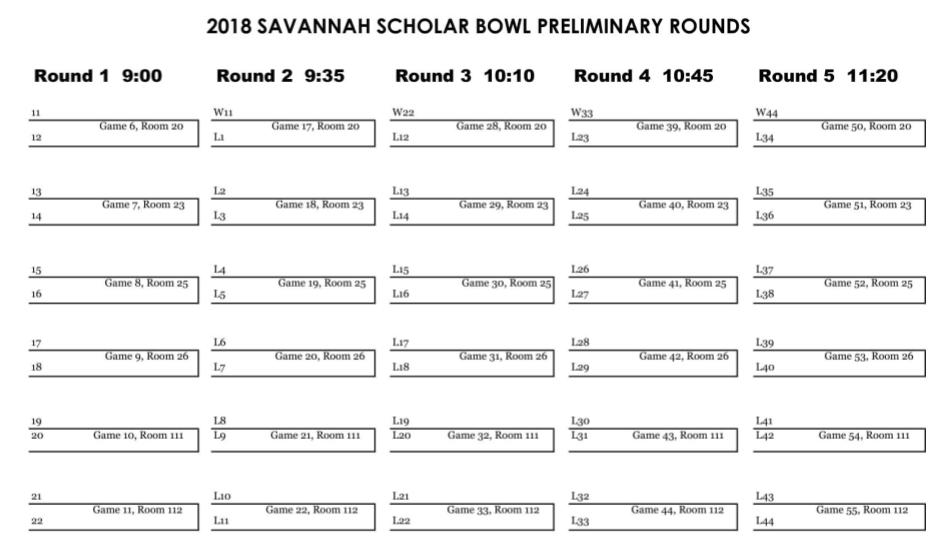 2018 SAVANNAH SCHOLAR BOWL PRELIMINARY ROUNDS
Round 1 9:00
Round 2 9:35
Round 3 10:10
Round 4 10:45
Round 5 11:20
11
W11
W22
W33
W44
Game 6, Room 20
Game 17, Room 20
Game 28, Room 20
Game 39, Room 20
Game 50, Room 20
12
L1
L12
L23
L34
13
L2
L13
L24
L35
Game 7, Room 23
Game 18, Room 23
Game 29, Room 23
Game 40, Room 23
Game 51, Room 23
14
L3
L14
L25
L36
15
L4
L15
L26
L37
Game 8, Room 25
Game 19, Room 25
Game 30, Room 25
Game 41, Room 25
Game 52, Room 25
16
L5
L16
L27
L38
17
L6
L17
L28
L39
Game 9, Room 26
Game 20, Room 26
Game 31, Room 26
Game 42, Room 26
Game 53, Room 26
18
L7
L18
L29
L40
19
L8
L19
L30
L41
20
Game 10, Room 111
L9
Game 21, Room 111
L20
Game 32, Room 111
L31
Game 43, Room 111
L42
Game 54, Room 111
21
L10
L21
L32
L43
Game 11, Room 112
Game 22, Room 112
Game 33, Room 112
Game 44, Room 112
Game 55, Room 112
22
L11
L22
L33
L44